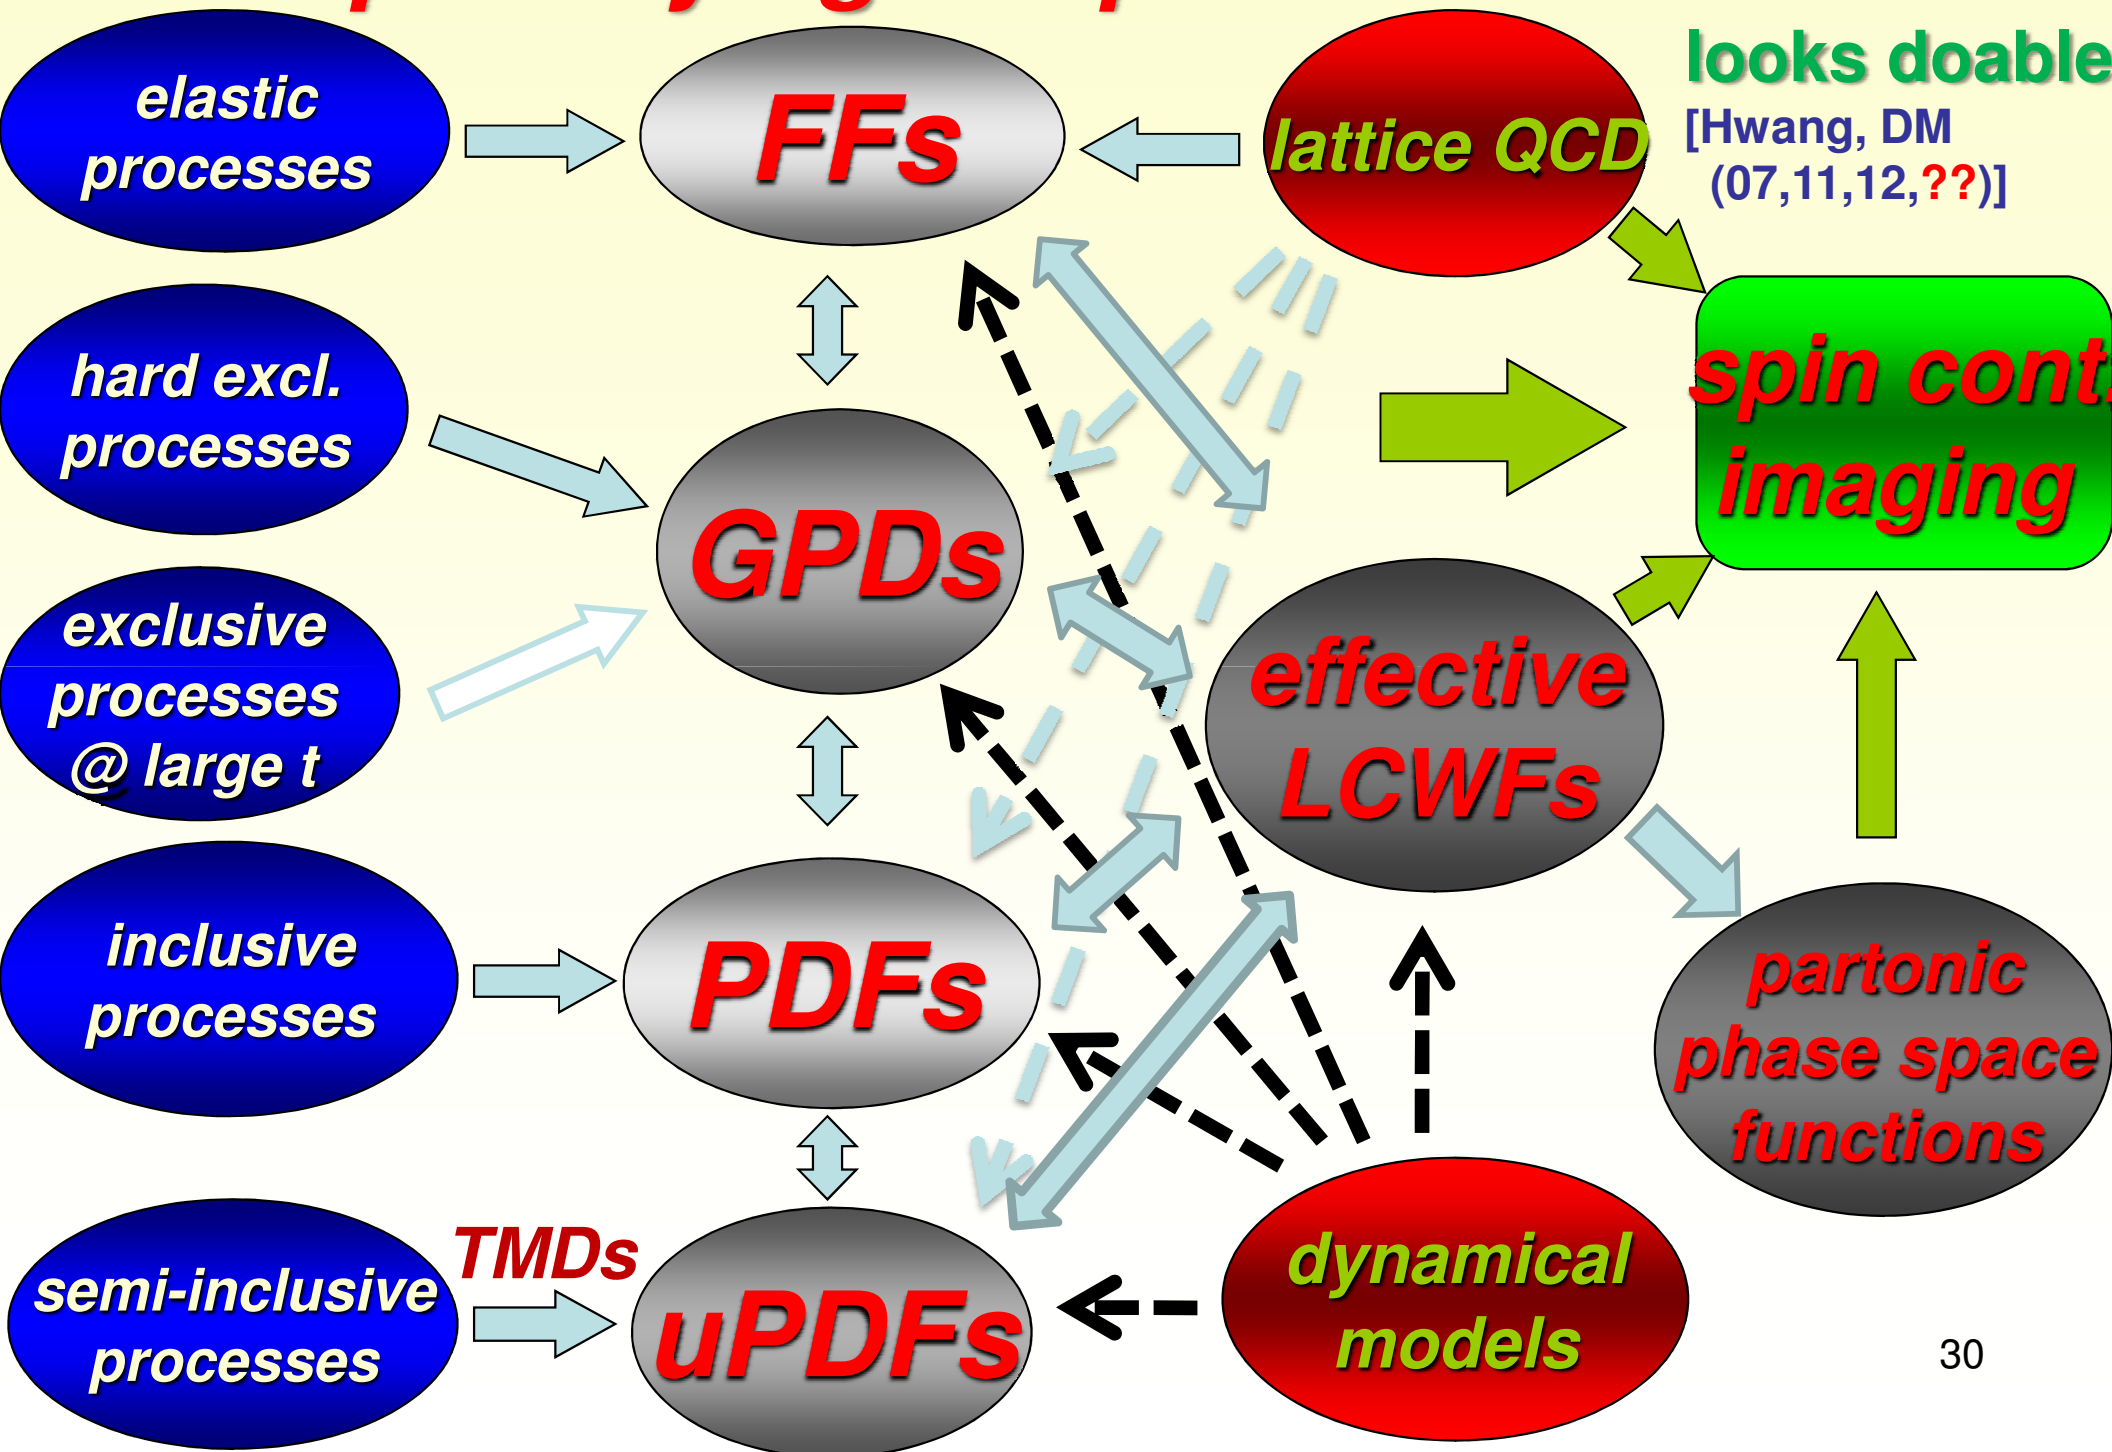 elastic
processes
FFs
lattice QCD
looks doable
[Hwang, DM
(07,11,12,??)]
hard excl.
processes
GPDs
spin cont.
imaging
exclusive
processes
@ large t
effective
LCWFs
inclusive
processes
PDFs
partonic
phase space
functions
semi-inclusive
processes
TMDs
uPDFs
dynamical
models
30